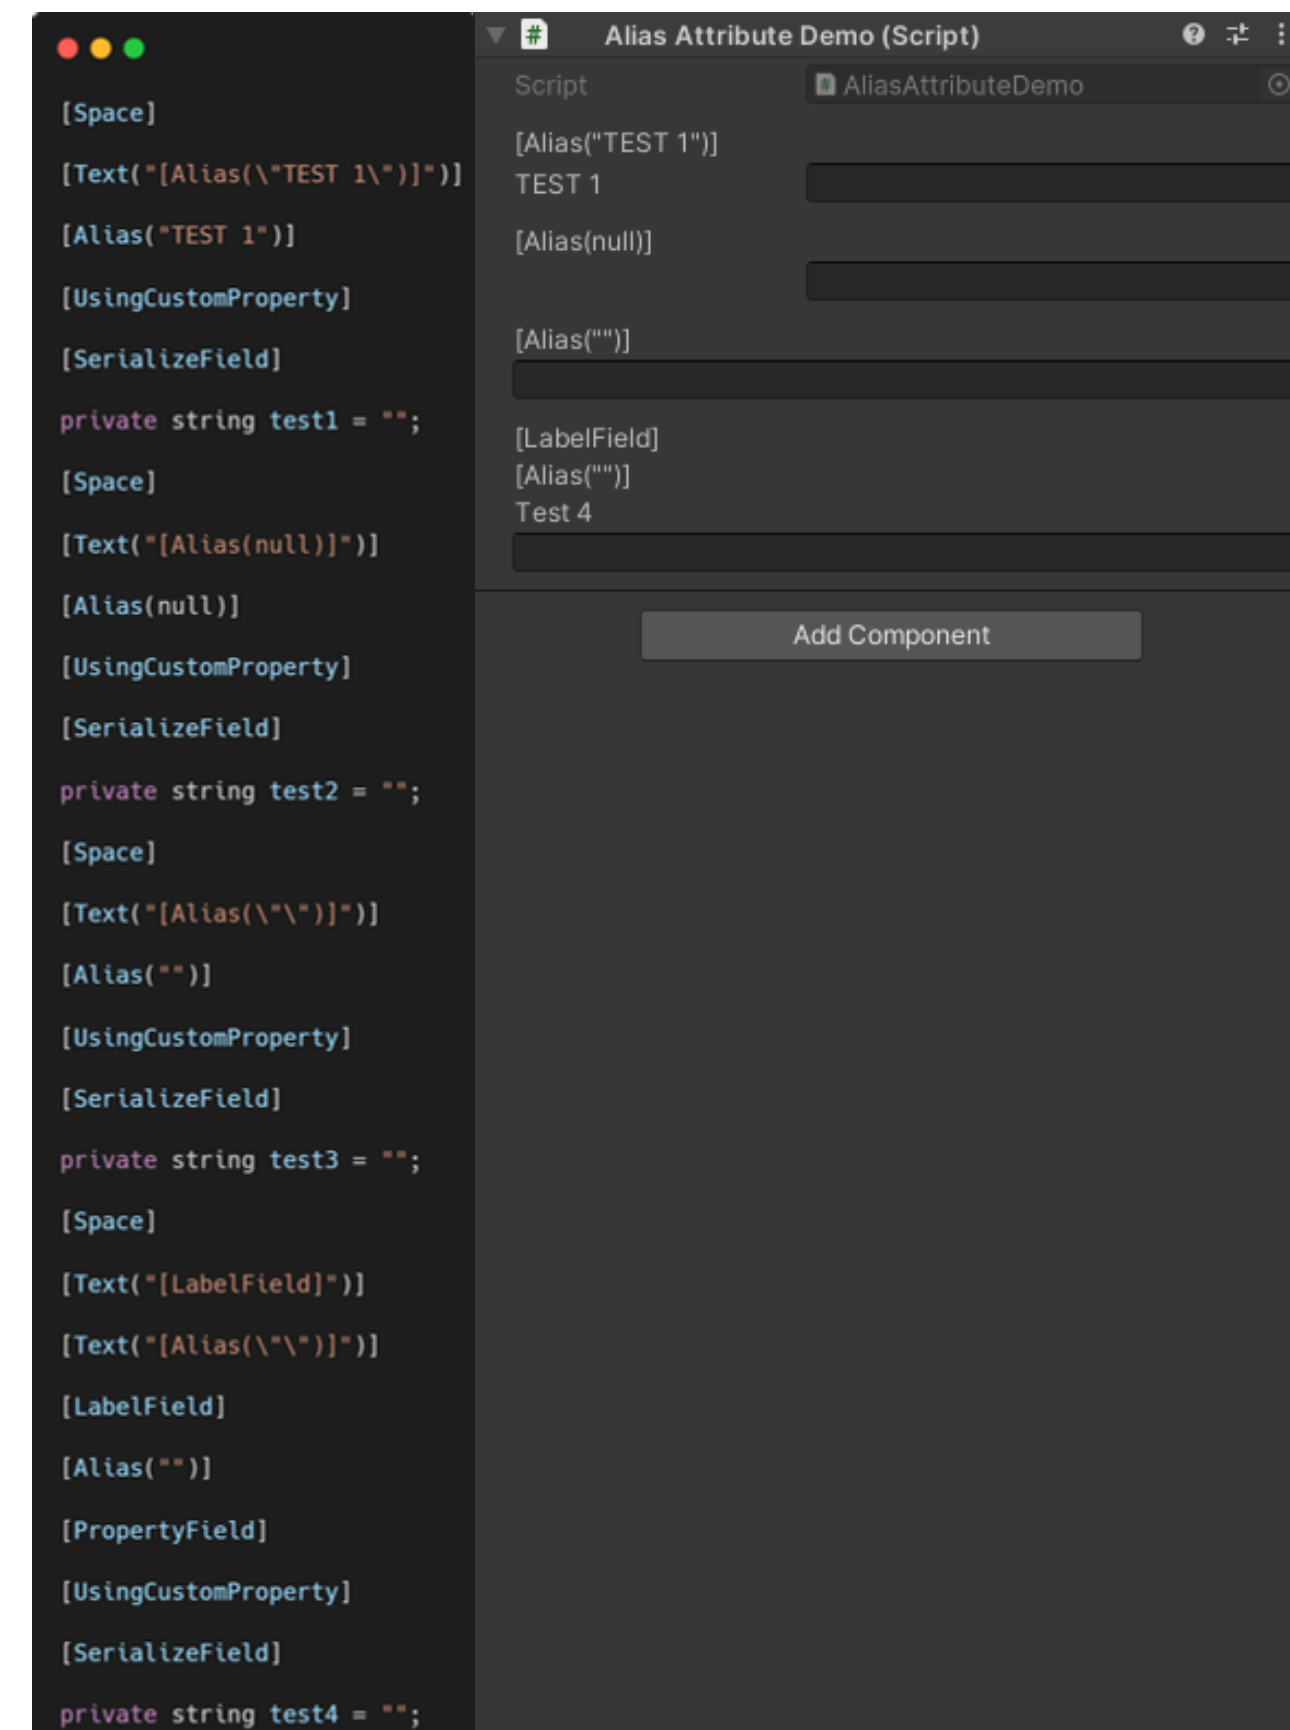 [Space]
[Text("[Alias(\"TEST 1\")]")]
[Alias("TEST 1")]
[UsingCustomProperty]
[SerializeField]
private string test1 = "";
[Space]
[Text("[Alias(null)]")]
[Alias(null)]
[UsingCustomProperty]
[SerializeField]
private string test2 = "";
[Space]
[Text("[Alias(\"\")]")]
[Alias("")]
[UsingCustomProperty]
[SerializeField]
private string test3 = "";
[Space]
[Text("[LabelField]")]
[Text("[Alias(\"\")]")]
[LabelField]
[Alias("")]
[PropertyField]
[UsingCustomProperty]
[SerializeField]
private string test4 = "";
# Alias Attribute Demo (Script)
Script # AliasAttributeDemo
[Alias("TEST 1")]
TEST 1
[Alias(null)]
[Alias("")]
[LabelField]
[Alias("")]
Test 4
Add Component